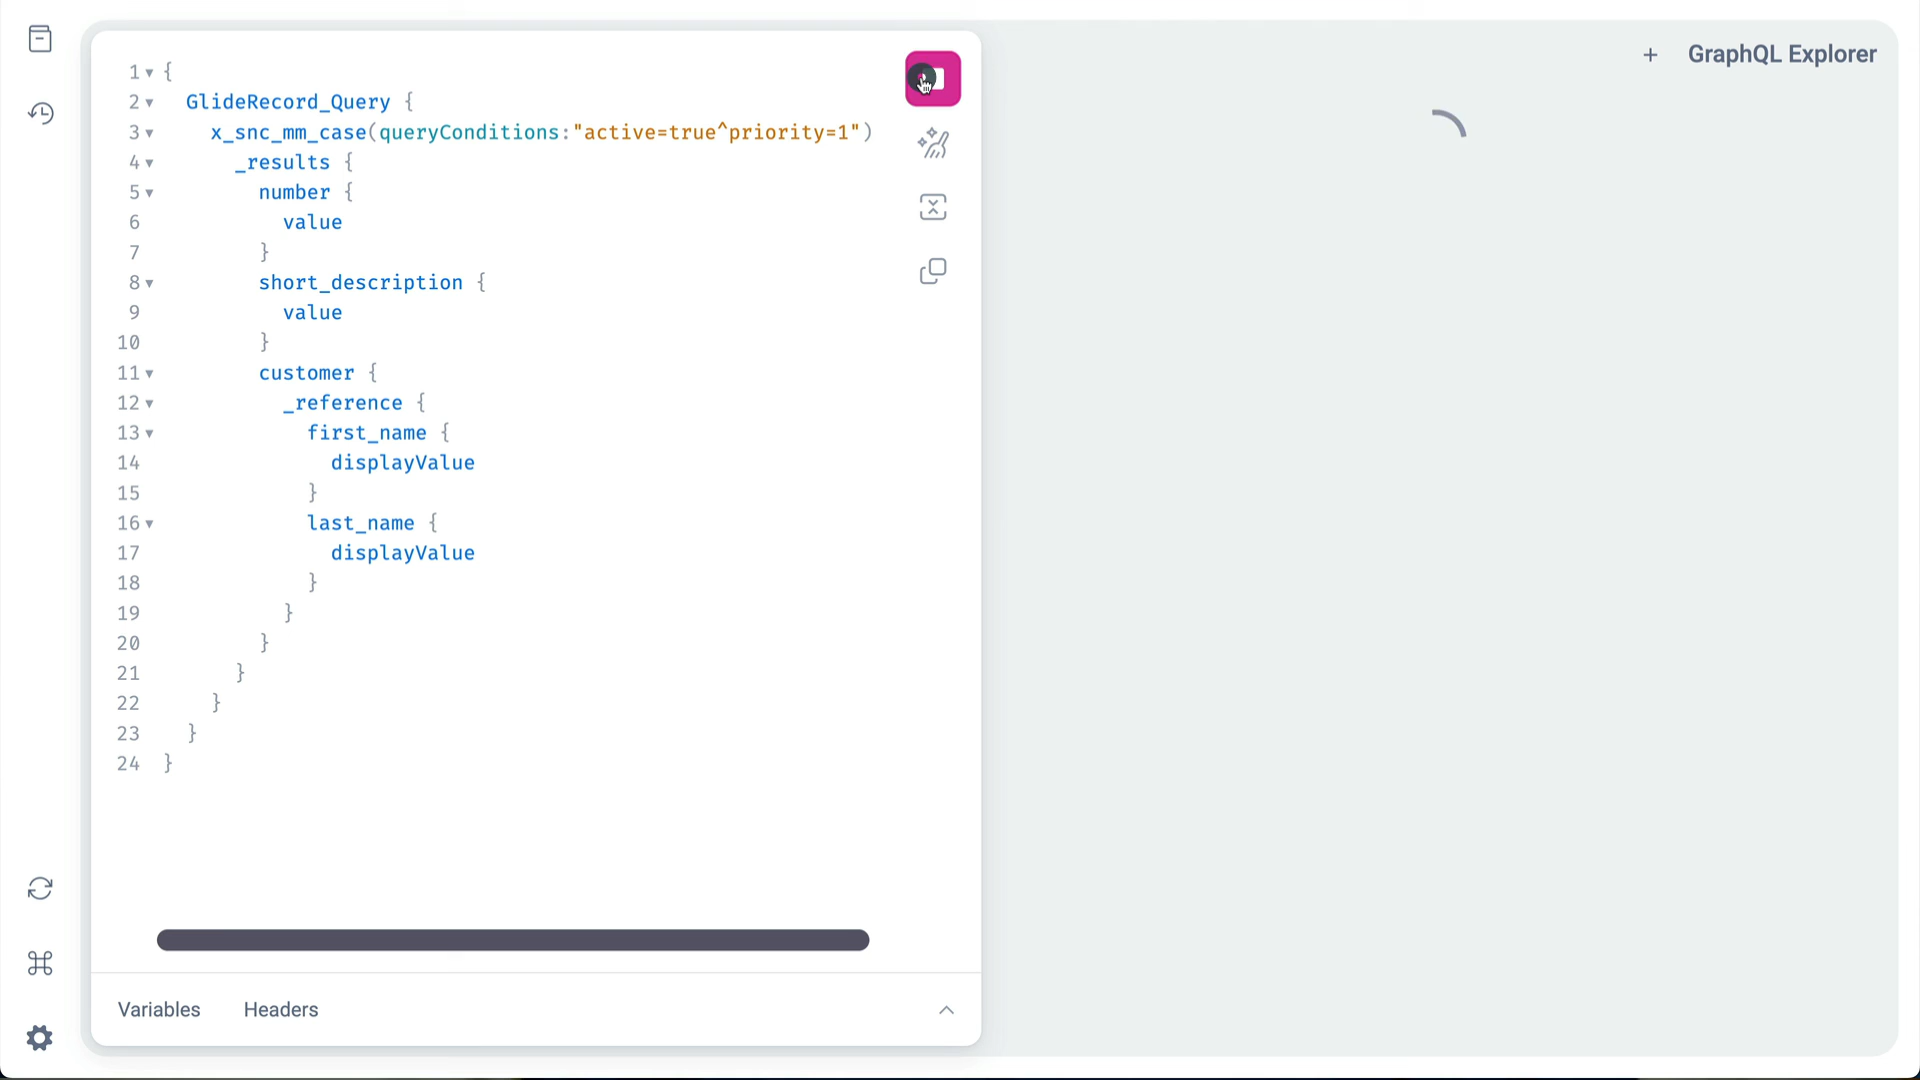 + GraphQL Explorer
1 {
2 GlideRecord_Query {
3 x_snc_mm_case(queryConditions:"active=true^priority=1")
4 _results {
5 number {
6 value
7 }
8 short_description {
9 value
10 }
11 customer {
12 _reference {
13 first_name {
14 displayValue
15 }
16 last_name {
17 displayValue
18 }
19 }
20 }
21 }
22 }
23 }
24 }
Variables Headers